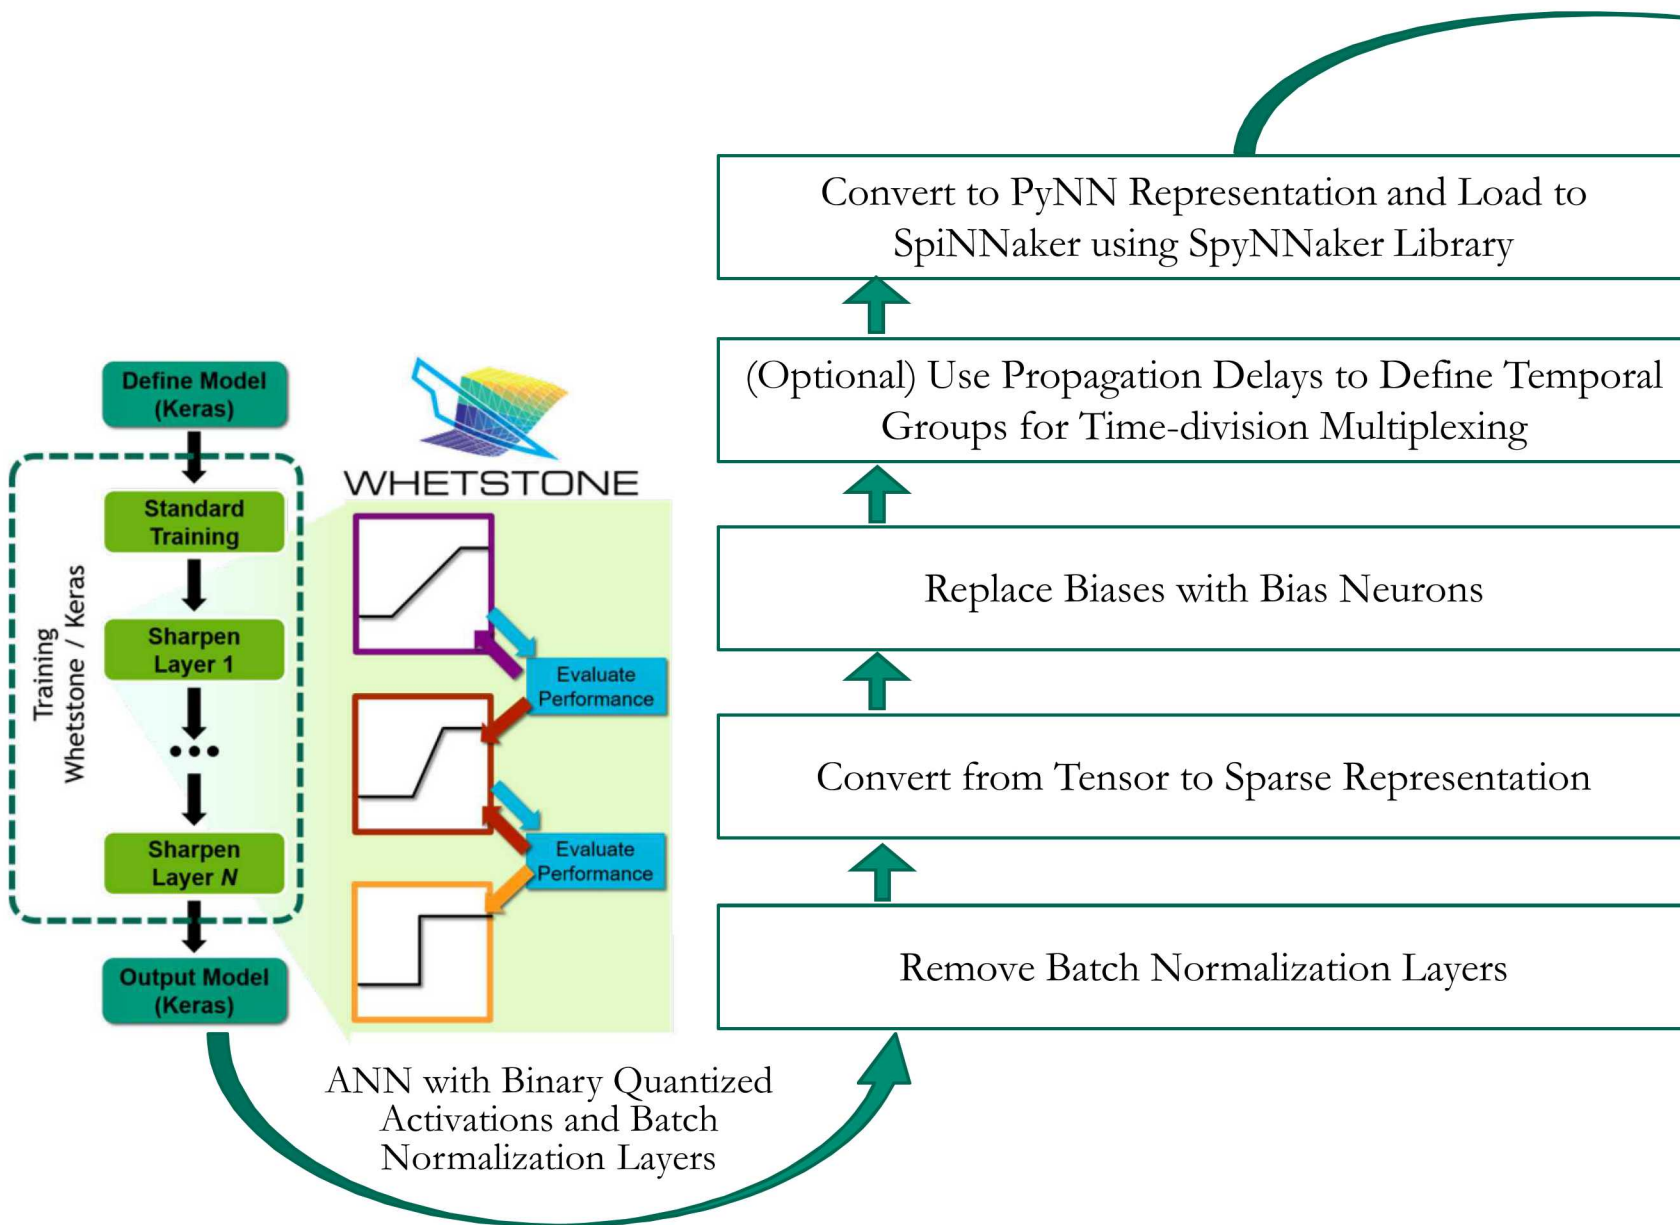 Define Model
(Keras)
Training
Whetstone / Keras
Standard
Training
Sharpen
Layer 1
•••
Sharpen
Layer N
Output Model
(Keras)
WHETSTONE
Evaluate
Performance
Evaluate
Performance
ANN with Binary Quantized
Activations and Batch
Normalization Layers
Convert to PyNN Representation and Load to
SpiNNaker using SpyNNaker Library
(Optional) Use Propagation Delays to Define Temporal
Groups for Time-division Multiplexing
Replace Biases with Bias Neurons
Convert from Tensor to Sparse Representation
Remove Batch Normalization Layers